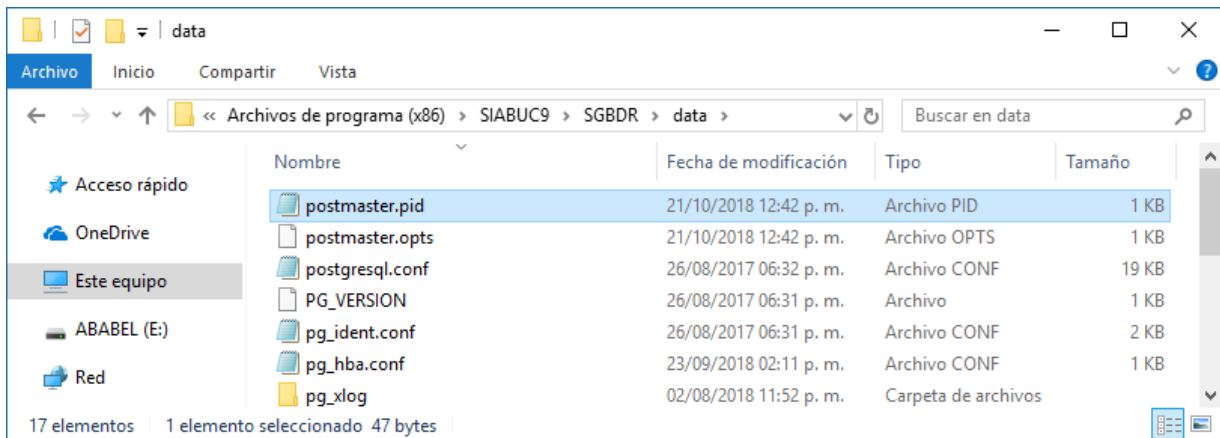 data
Archivo Inicio Compartir Vista
« Archivos de programa (x86) > SIABUC9 > SGBDR > data > Buscar en data
Nombre Fecha de modificación Tipo Tamaño
Acceso rápido
postmaster.pid 21/10/2018 12:42 p. m. Archivo PID 1 KB
OneDrive
postmaster.opts 21/10/2018 12:42 p. m. Archivo OPTS 1 KB
postgresql.conf 26/08/2017 06:32 p. m. Archivo CONF 19 KB
Este equipo
PG_VERSION 26/08/2017 06:31 p. m. Archivo 1 KB
ABABEL (E:)
pg_ident.conf 26/08/2017 06:31 p. m. Archivo CONF 2 KB
pg_hba.conf 23/09/2018 02:11 p. m. Archivo CONF 1 KB
Red
pg_xlog 02/08/2018 11:52 p. m. Carpeta de archivos
17 elementos 1 elemento seleccionado 47 bytes